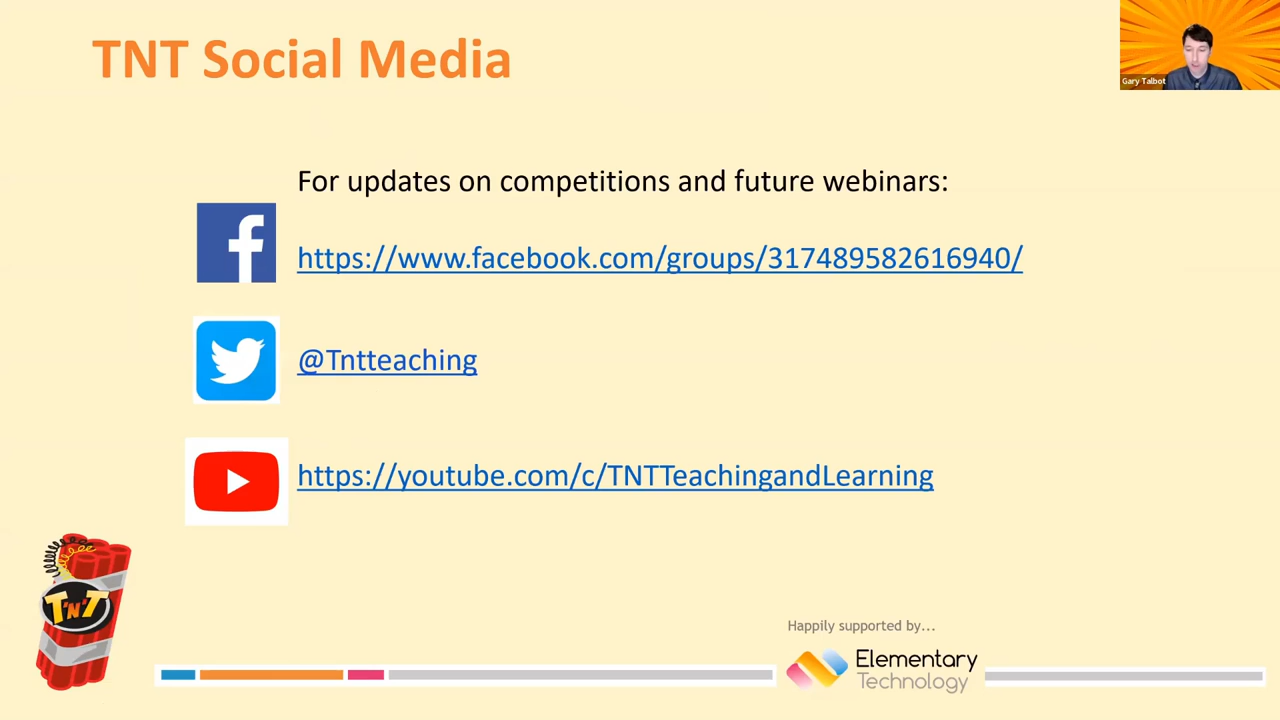 TNT Social Media
Gary Talbot
For updates on competitions and future webinars:
https://www.facebook.com/groups/317489582616940/
@Tntteaching
https://youtube.com/c/TNTTeachingandLearning
T'N'T
Happily supported by...
Elementary
Technology